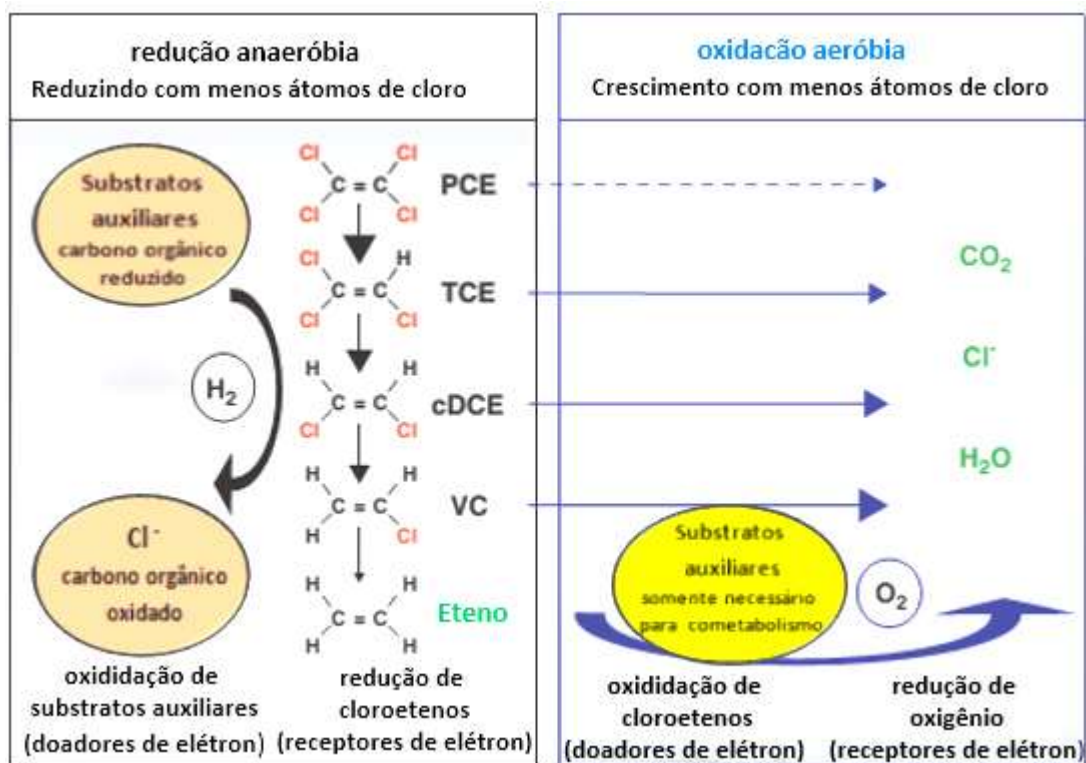 redução anaeróbia
Reduzindo com menos átomos de cloro
Substratos
auxiliares
carbono orgânico
reduzido
H2
Cl-
carbono orgânico
oxidado
Cl Cl
C = C
Cl Cl
PCE
Cl H
C = C
Cl Cl
TCE
H H
C = C
Cl Cl
cDCE
H H
C = C
H Cl
VC
H H
C = C
H H
Eteno
oxididação de
substratos auxiliares
(doadores de elétron)
redução de
cloroetenos
(receptores de elétron)
oxidacão aeróbia
Crescimento com menos átomos de cloro
CO2
Cl-
H2O
Substratos
auxiliares
somente necessário
para cometabolismo
O2
oxididação de
cloroetenos
(doadores de elétron)
redução de
oxigênio
(receptores de elétron)